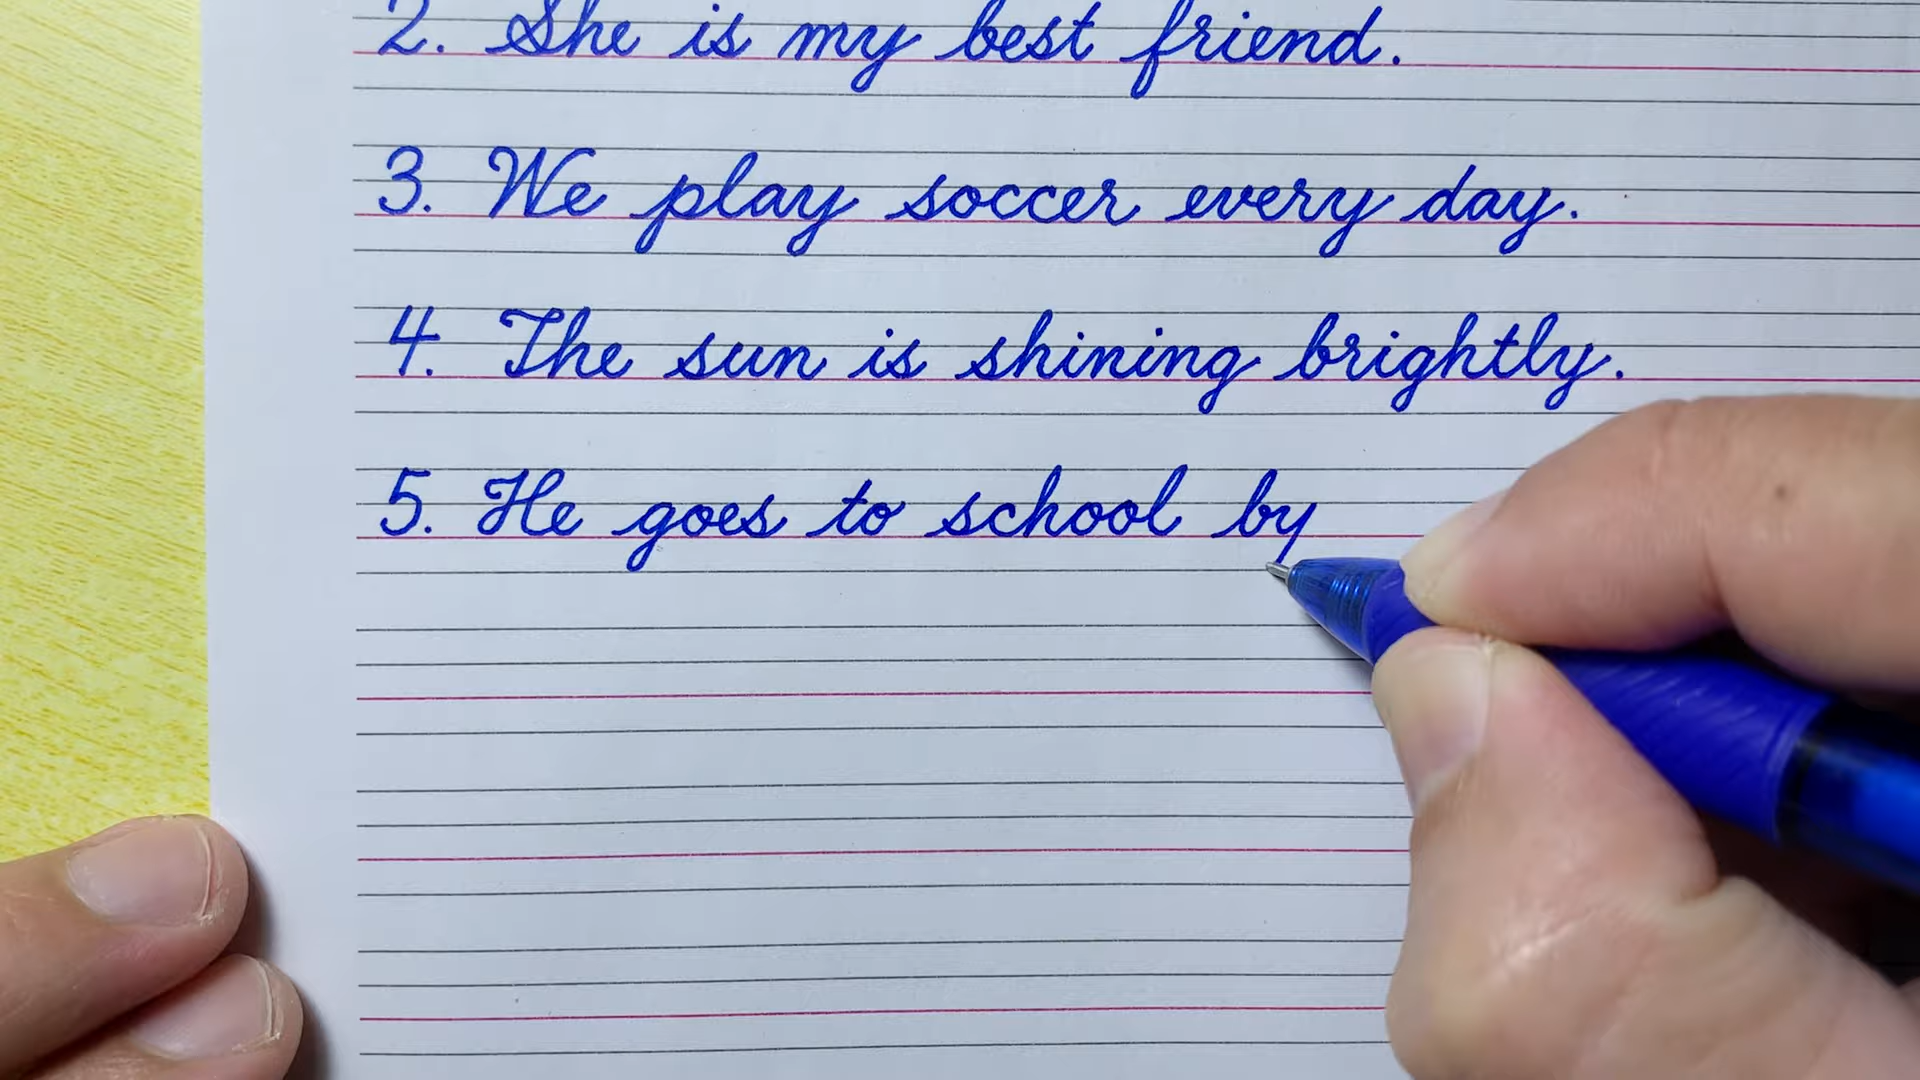 2. She is my best friend.
3. We play soccer every day.
4. The sun is shining brightly.
5. He goes to school by